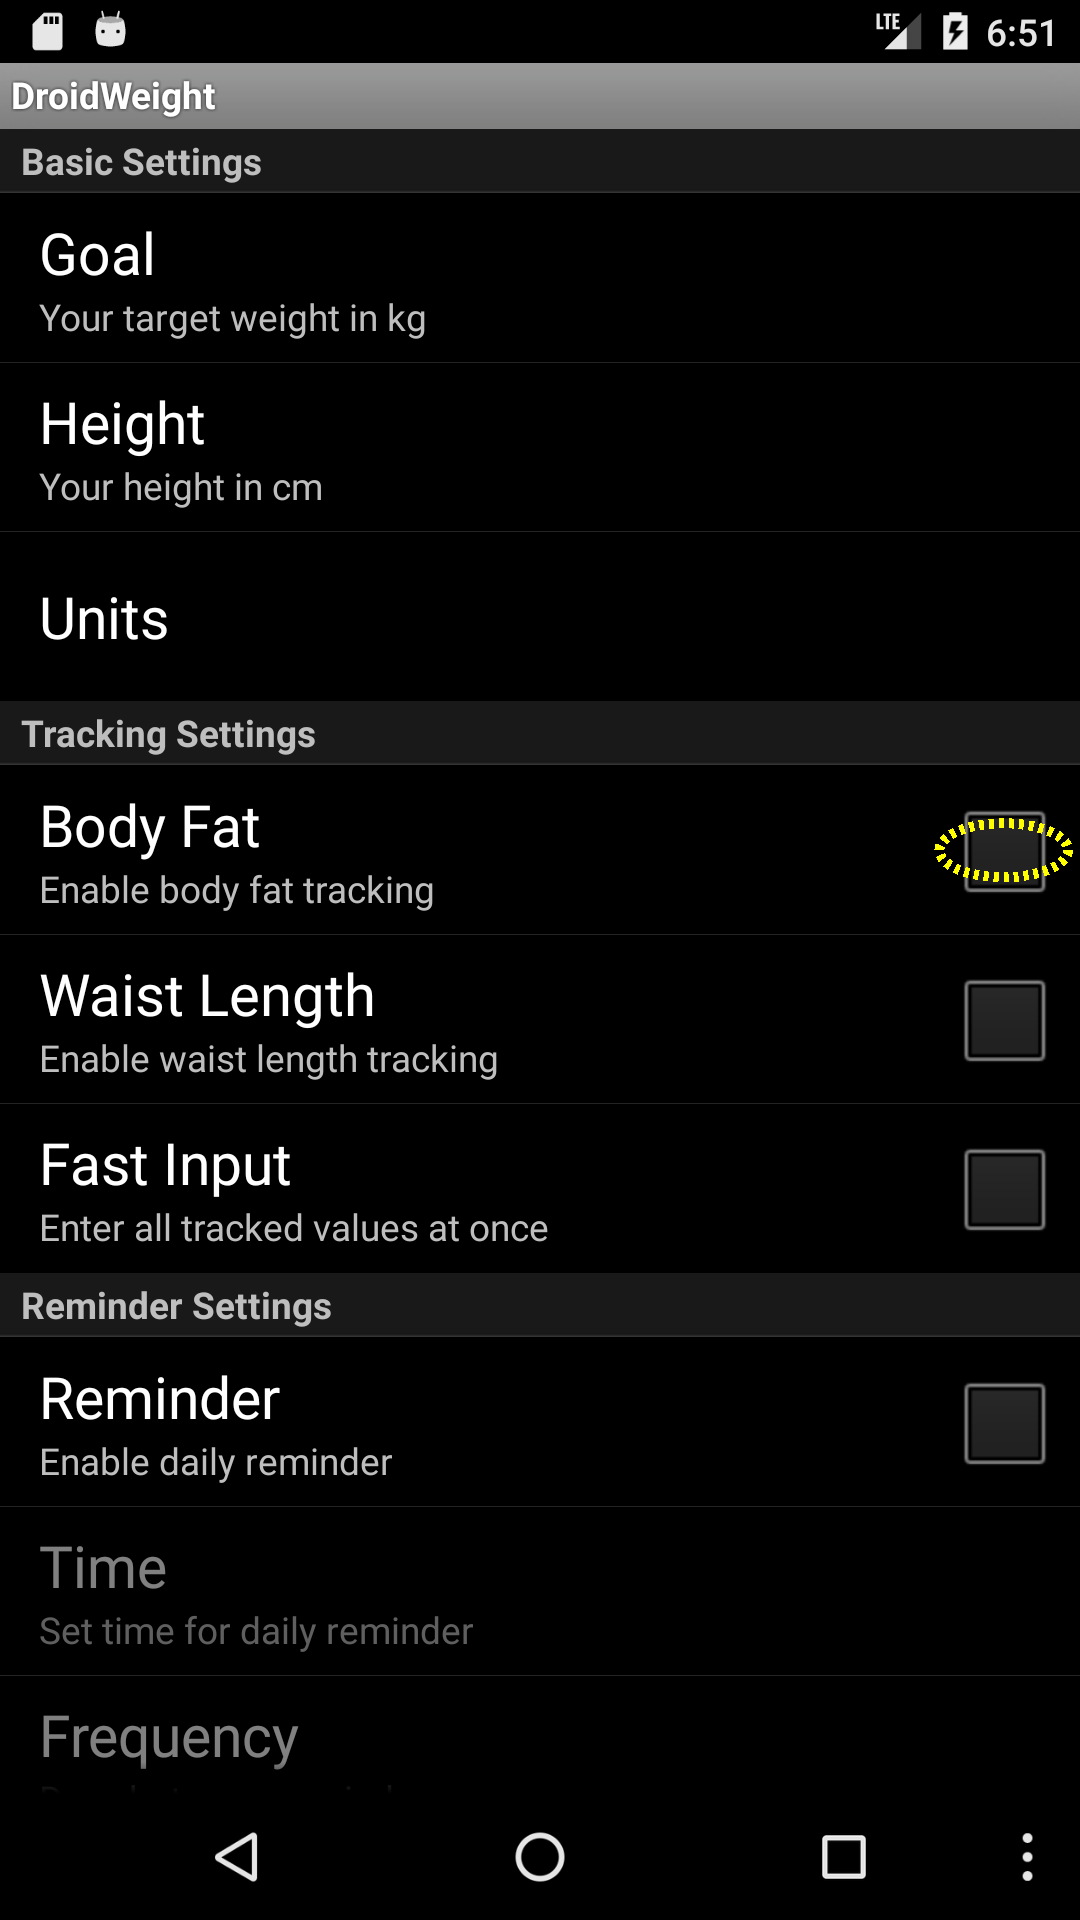 LTE 6:51
DroidWeight
Basic Settings
Goal
Your target weight in kg
Height
Your height in cm
Units
Tracking Settings
Body Fat
Enable body fat tracking
Waist Length
Enable waist length tracking
Fast Input
Enter all tracked values at once
Reminder Settings
Reminder
Enable daily reminder
Time
Set time for daily reminder
Frequency